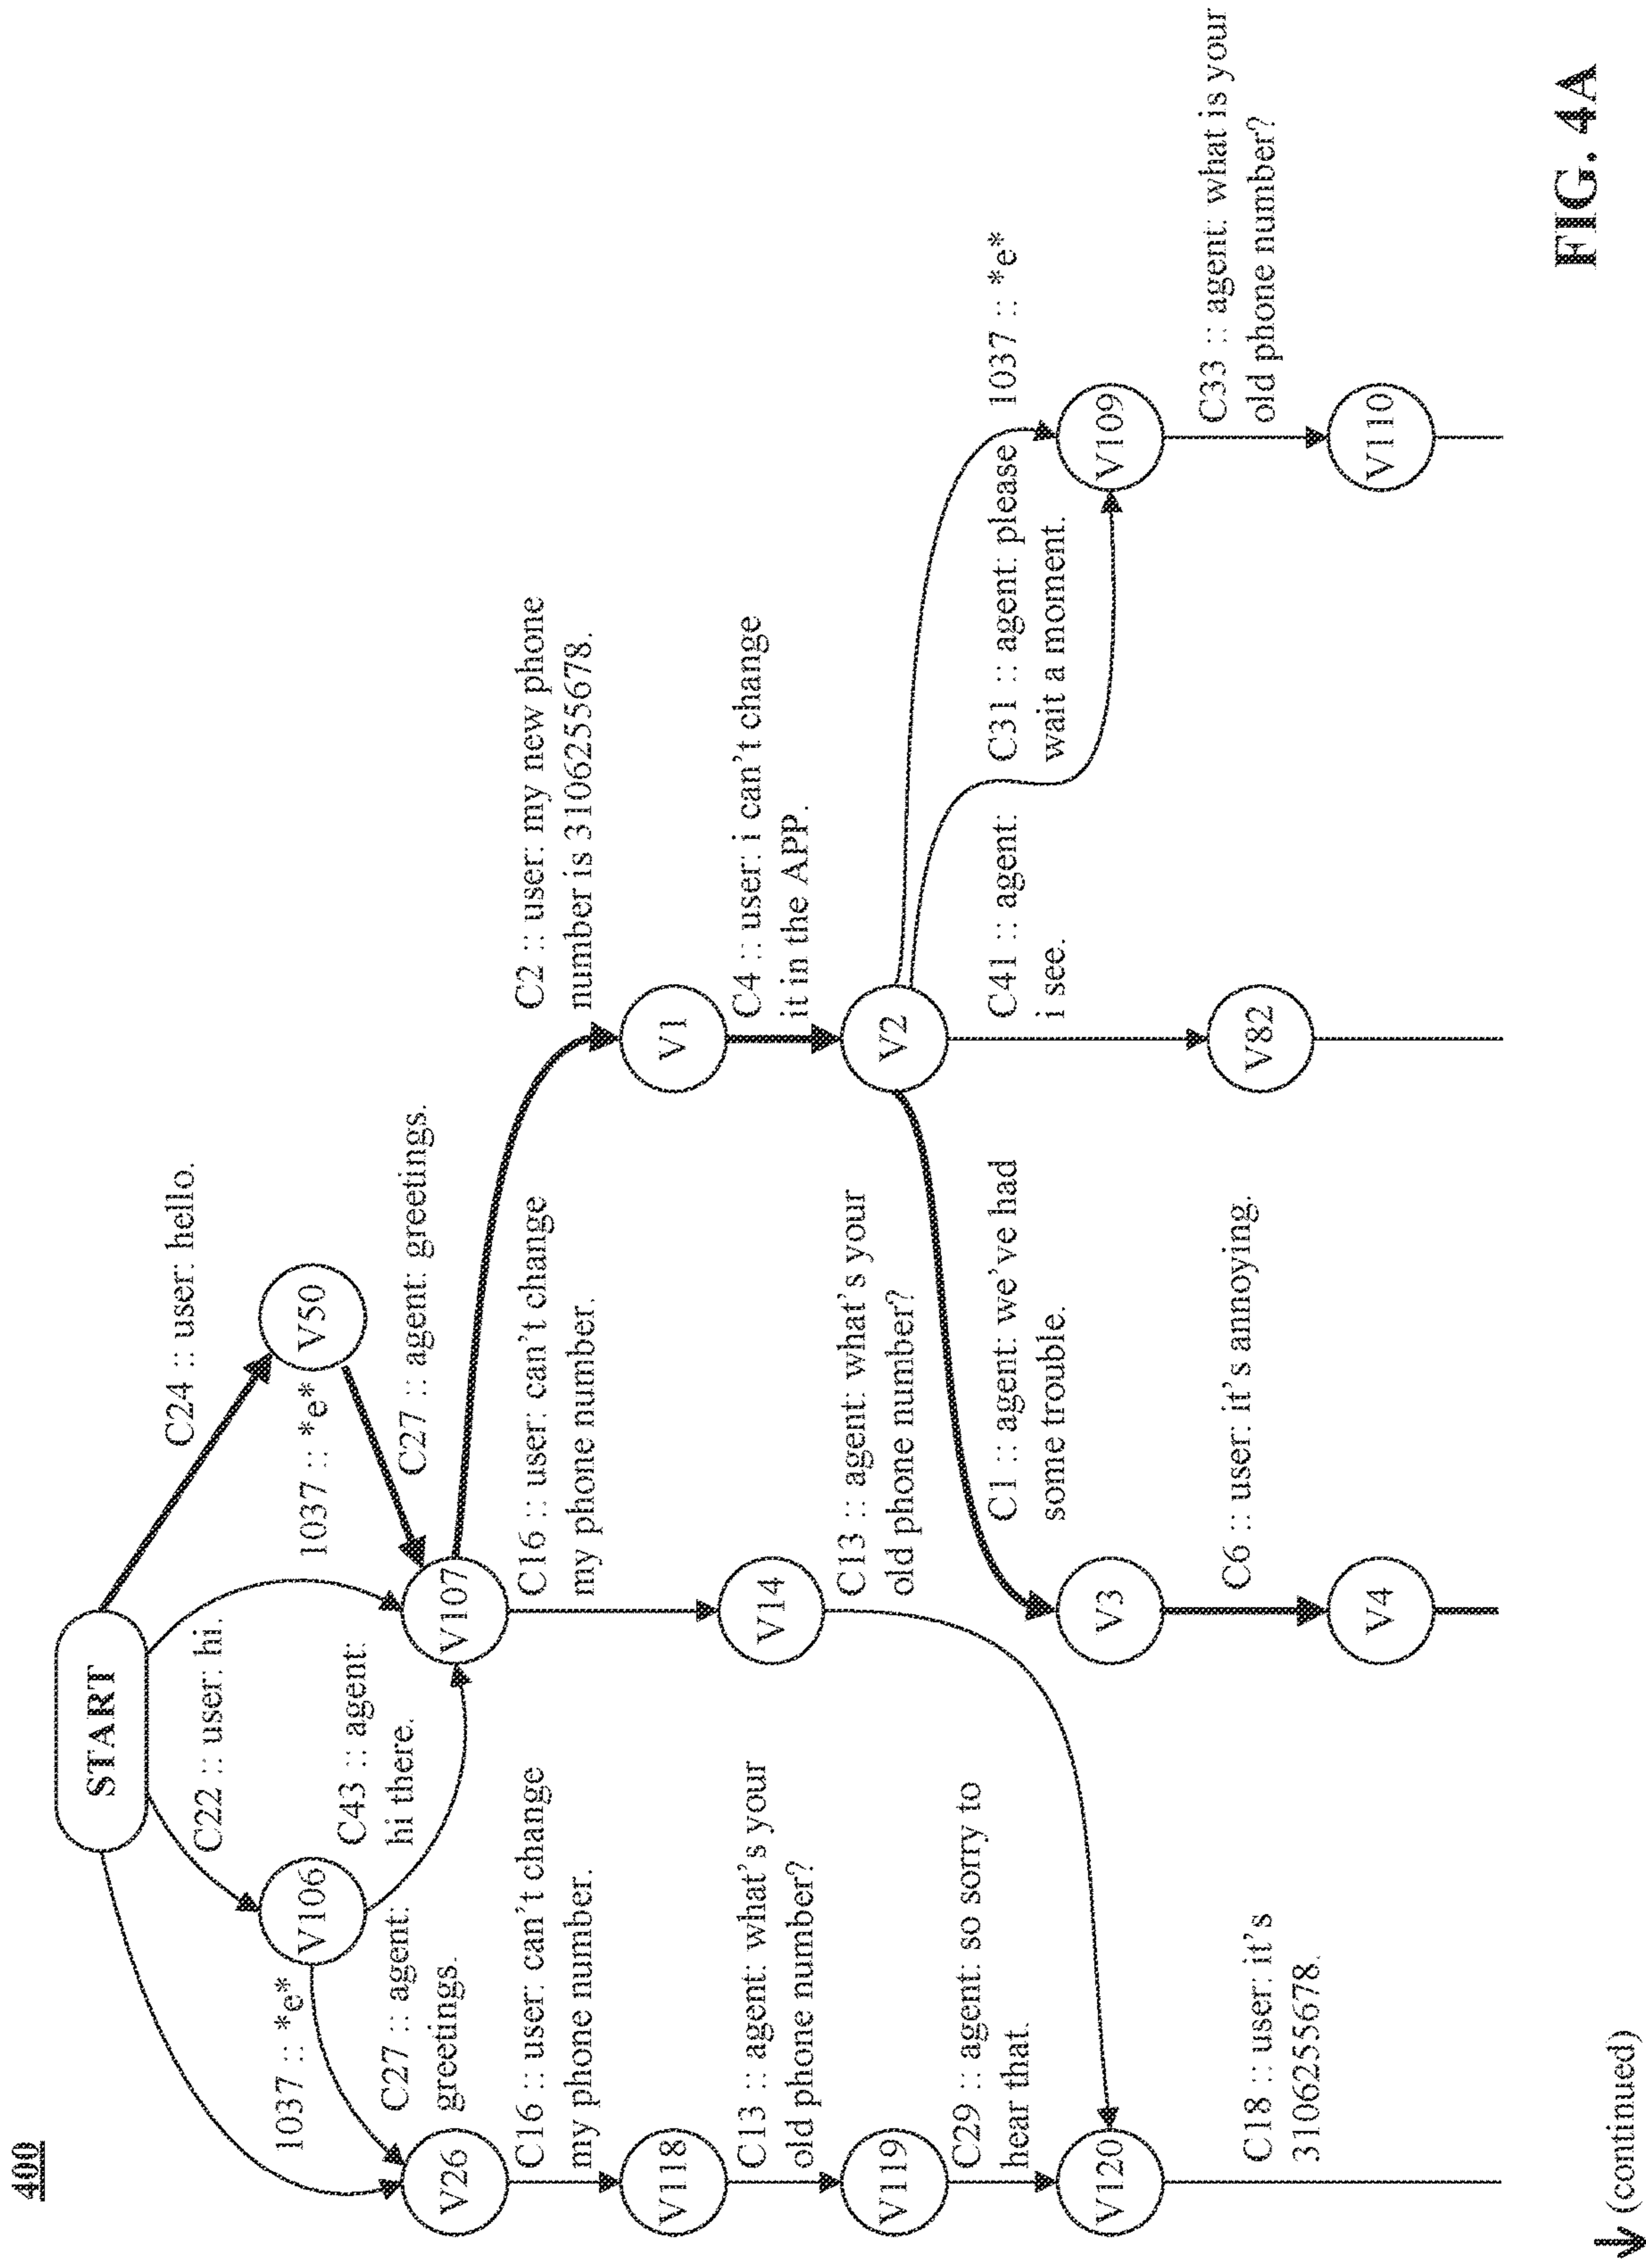 400
START
C24 :: user: hello.
C22 :: user: hi.
V50
V106
1037 :: *e*
1037 :: *e*
C43 :: agent:
hi there.
C27 :: agent: greetings.
C27 :: agent:
greetings.
V26
V107
C16 :: user: can't change
my phone number.
C16 :: user: can't change
my phone number.
C2 :: user: my new phone
number is 3106255678.
V118
V14
V1
C13 :: agent: what's your
old phone number?
C13 :: agent: what's your
old phone number?
C4 :: user: i can't change
it in the APP.
V119
V2
C29 :: agent: so sorry to
hear that.
C1 :: agent: we've had
some trouble.
C41 :: agent:
i see.
C31 :: agent: please
wait a moment.
1037 :: *e*
V120
V3
V82
V109
C18 :: user: it's
3106255678.
C6 :: user: it's annoying.
C33 :: agent: what is your
old phone number?
V4
V110
(continued)
FIG. 4A